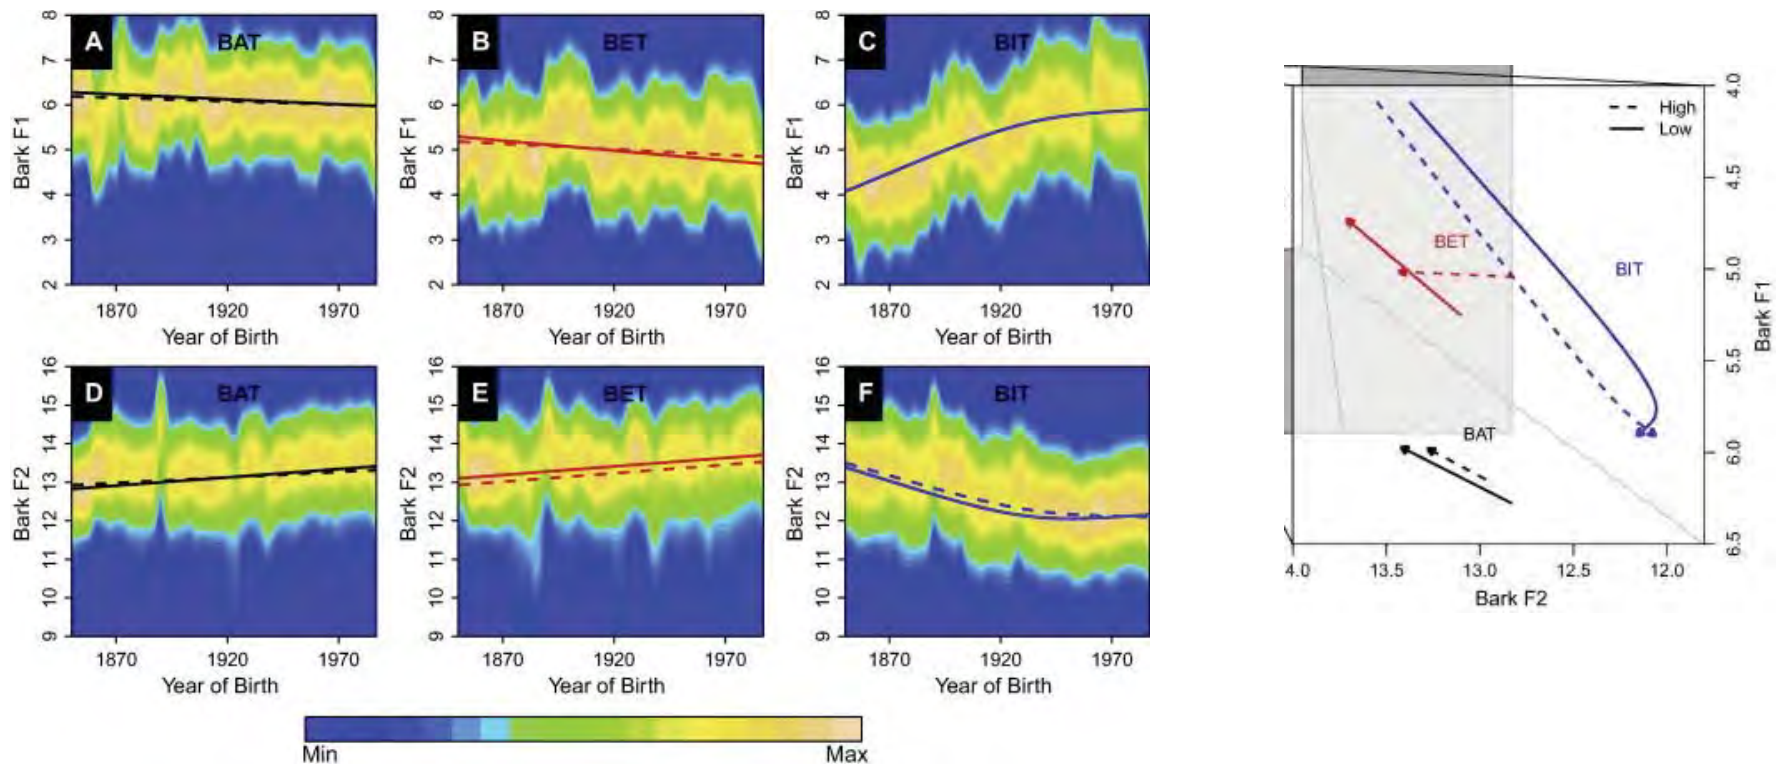 A BAT
B BET
C BIT
Bark F1
8
7
6
5
4
3
2
1870 1920 1970
Year of Birth
Bark F1
8
7
6
5
4
3
2
1870 1920 1970
Year of Birth
Bark F1
8
7
6
5
4
3
2
1870 1920 1970
Year of Birth
D BAT
E BET
F BIT
Bark F2
16
15
14
13
12
11
10
9
1870 1920 1970
Year of Birth
Bark F2
16
15
14
13
12
11
10
9
1870 1920 1970
Year of Birth
Bark F2
16
15
14
13
12
11
10
9
1870 1920 1970
Year of Birth
Min Max
High
Low
BET
BIT
BAT
4.0
4.5
5.0
5.5
6.0
6.5
Bark F1
4.0 13.5 13.0 12.5 12.0
Bark F2